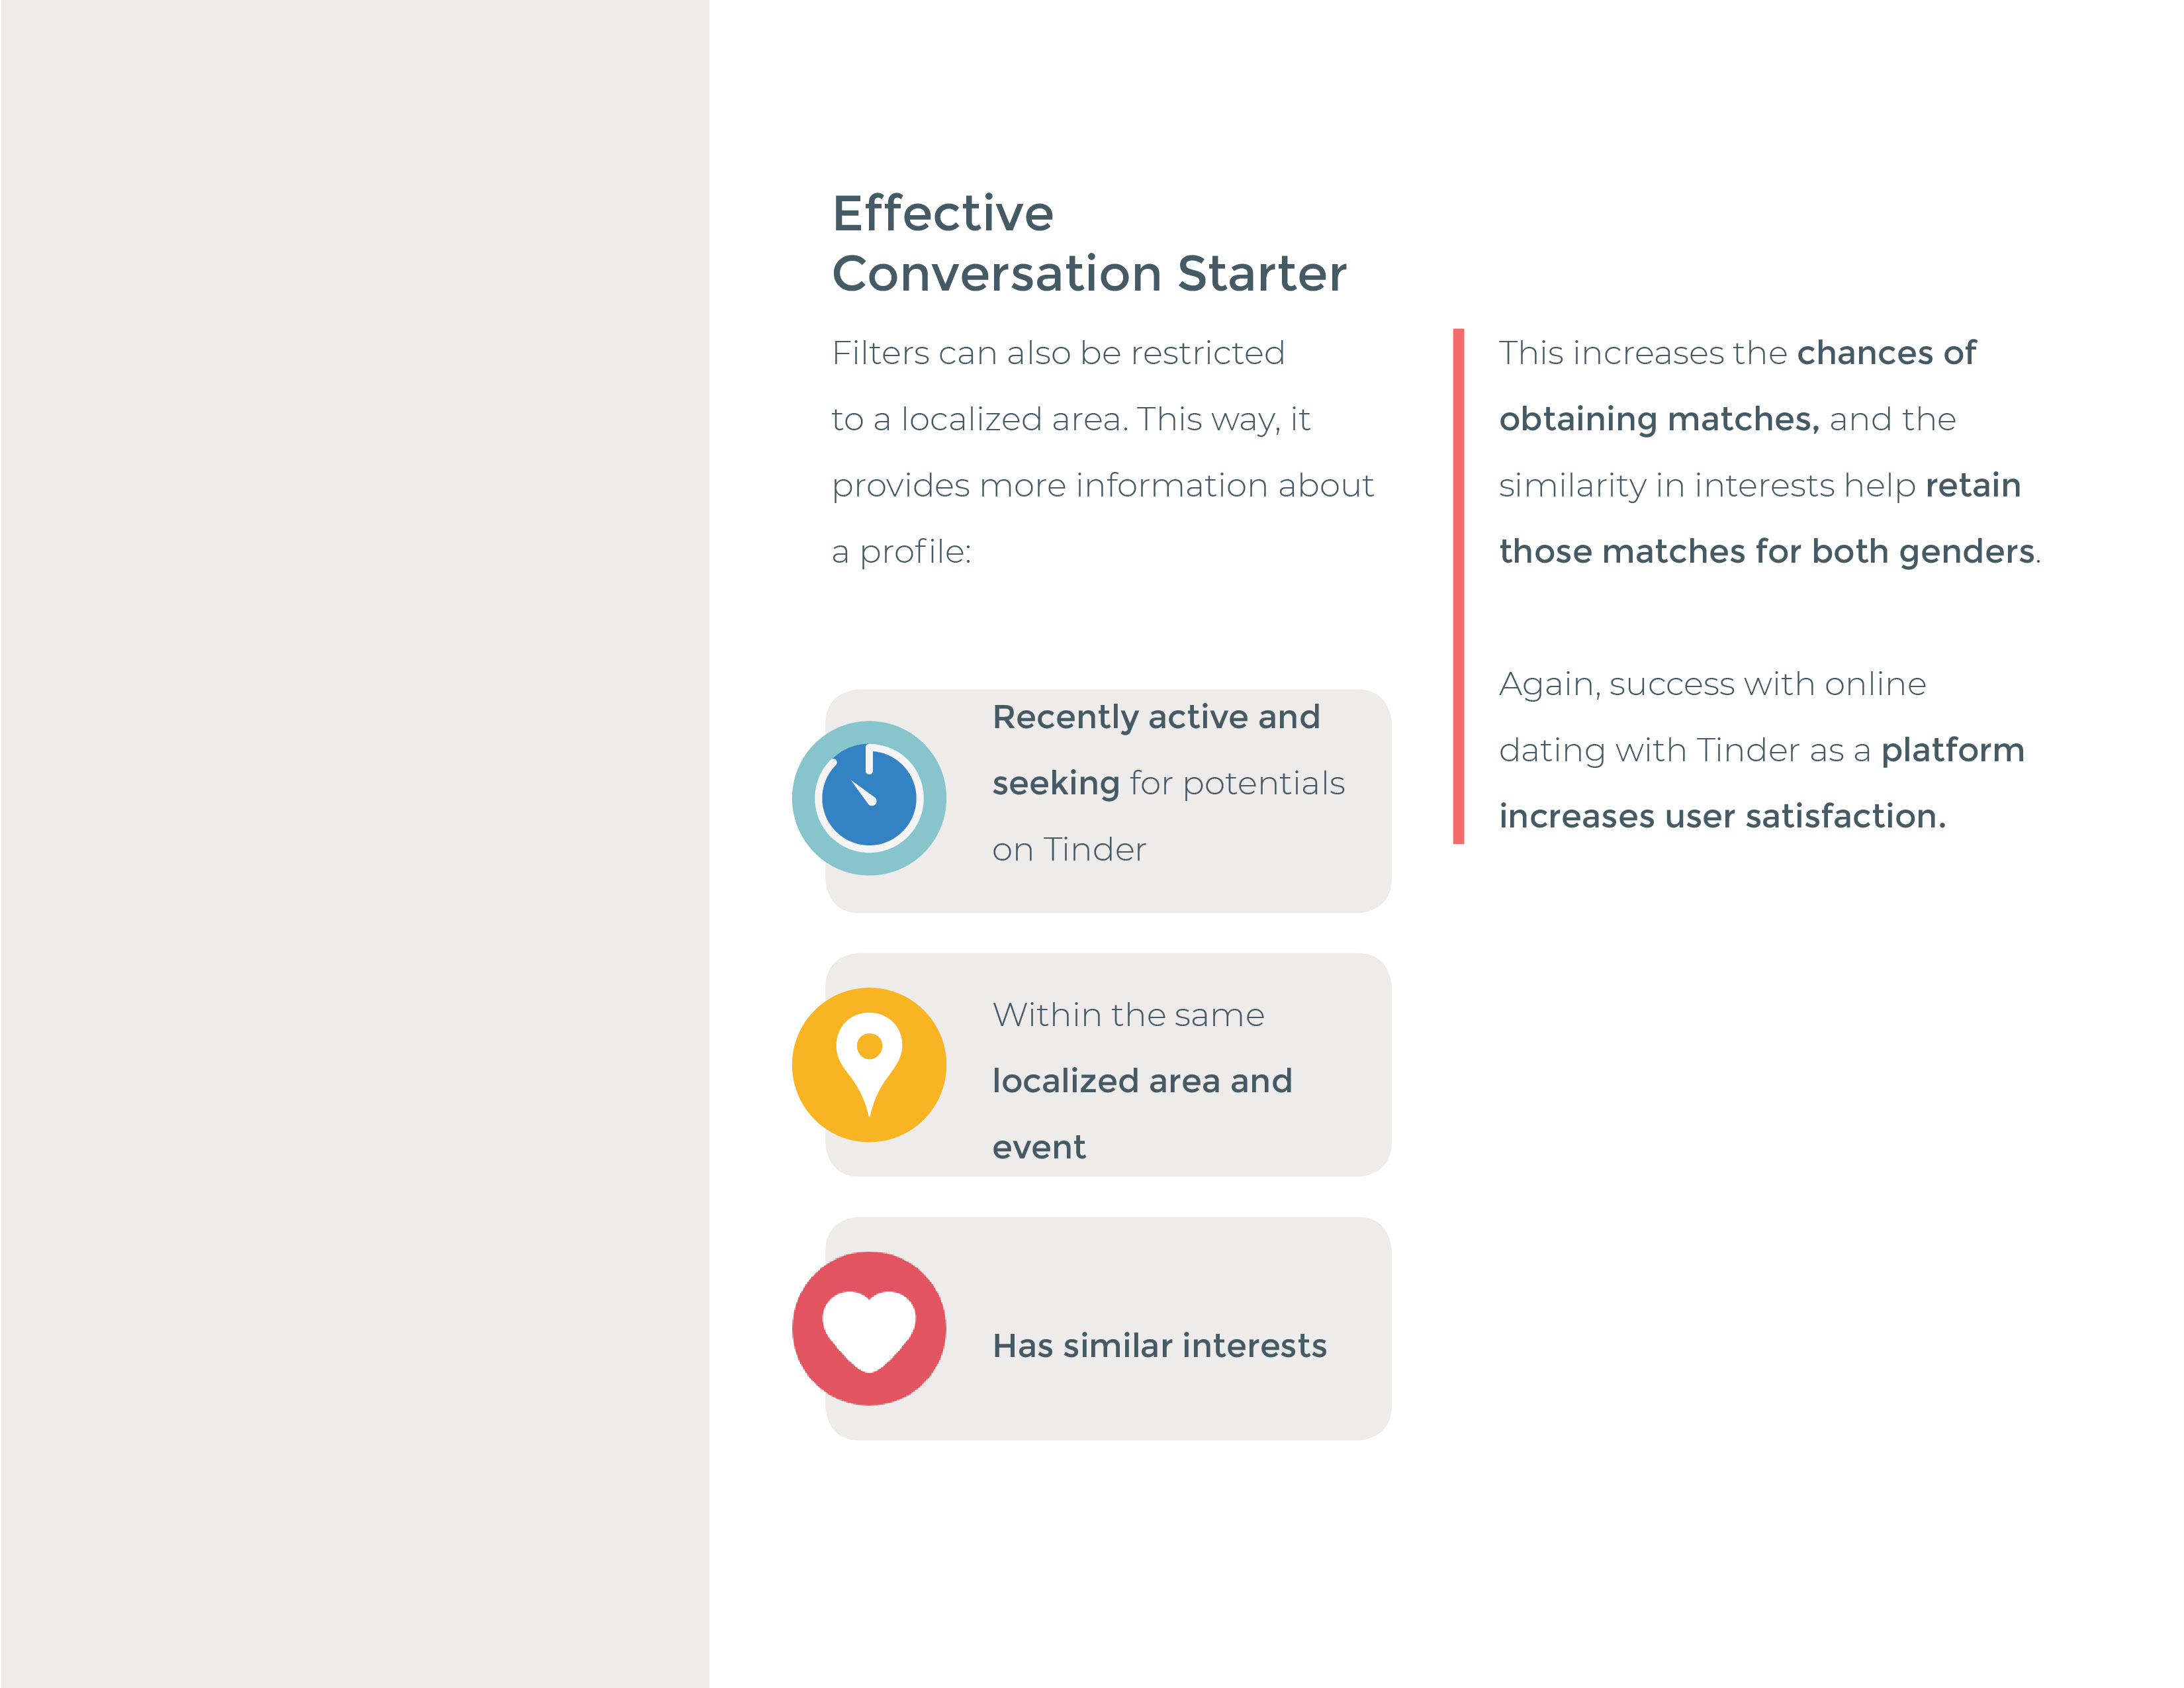 Effective
Conversation Starter
Filters can also be restricted
to a localized area. This way, it
provides more information about
a profile:
Recently active and
seeking for potentials
on Tinder
Within the same
localized area and
event
Has similar interests
This increases the chances of
obtaining matches, and the
similarity in interests help retain
those matches for both genders.
Again, success with online
dating with Tinder as a platform
increases user satisfaction.